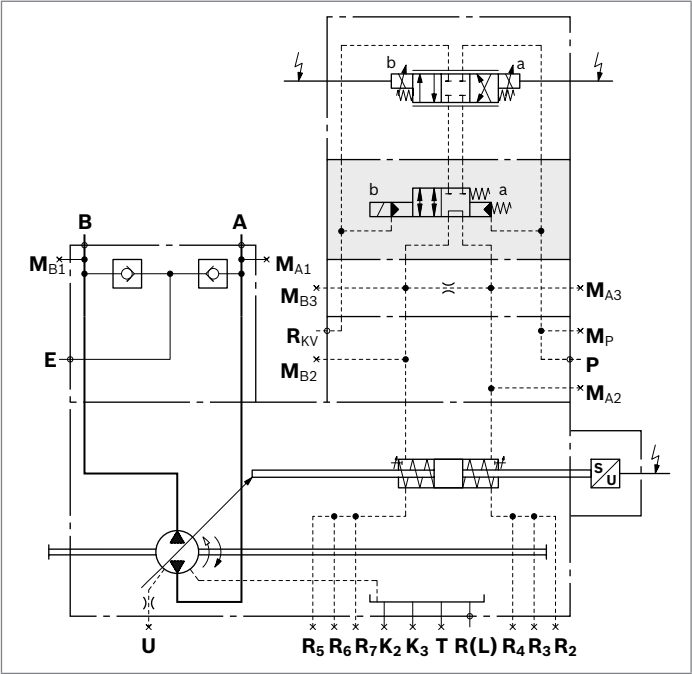 b a
b a
B A
MB1 MA1
MB3 MA3
RKV MP
E MB2 P
MA2
S U
U R5 R6 R7 K2 K3 T R(L) R4 R3 R2